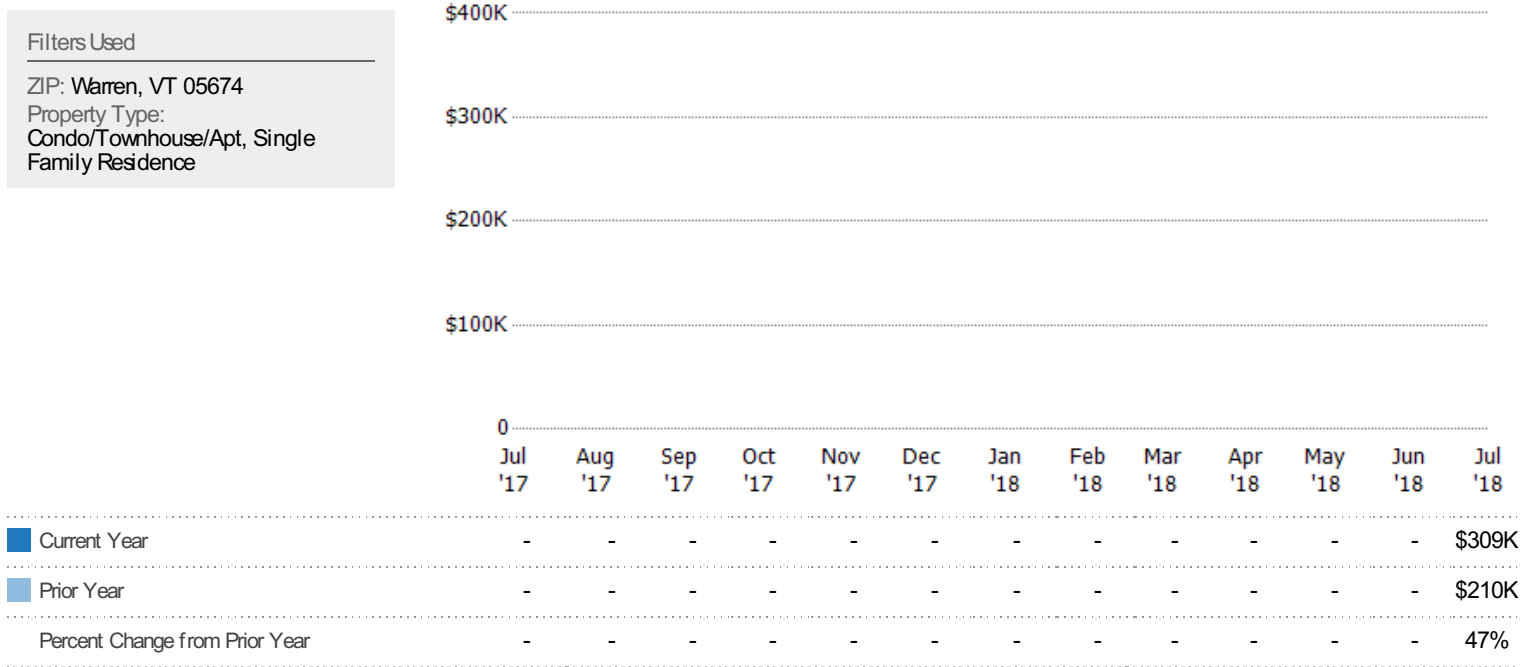 Filters Used
ZIP: Warren, VT 05674
Property Type:
Condo/Townhouse/Apt, Single
Family Residence
$400K
$300K
$200K
$100K
0
Jul Aug Sep Oct Nov Dec Jan Feb Mar Apr May Jun Jul
'17 '17 '17 '17 '17 '17 '18 '18 '18 '18 '18 '18 '18
Current Year - - - - - - - - - - - - $309K
Prior Year - - - - - - - - - - - - $210K
Percent Change from Prior Year - - - - - - - - - - - - 47%